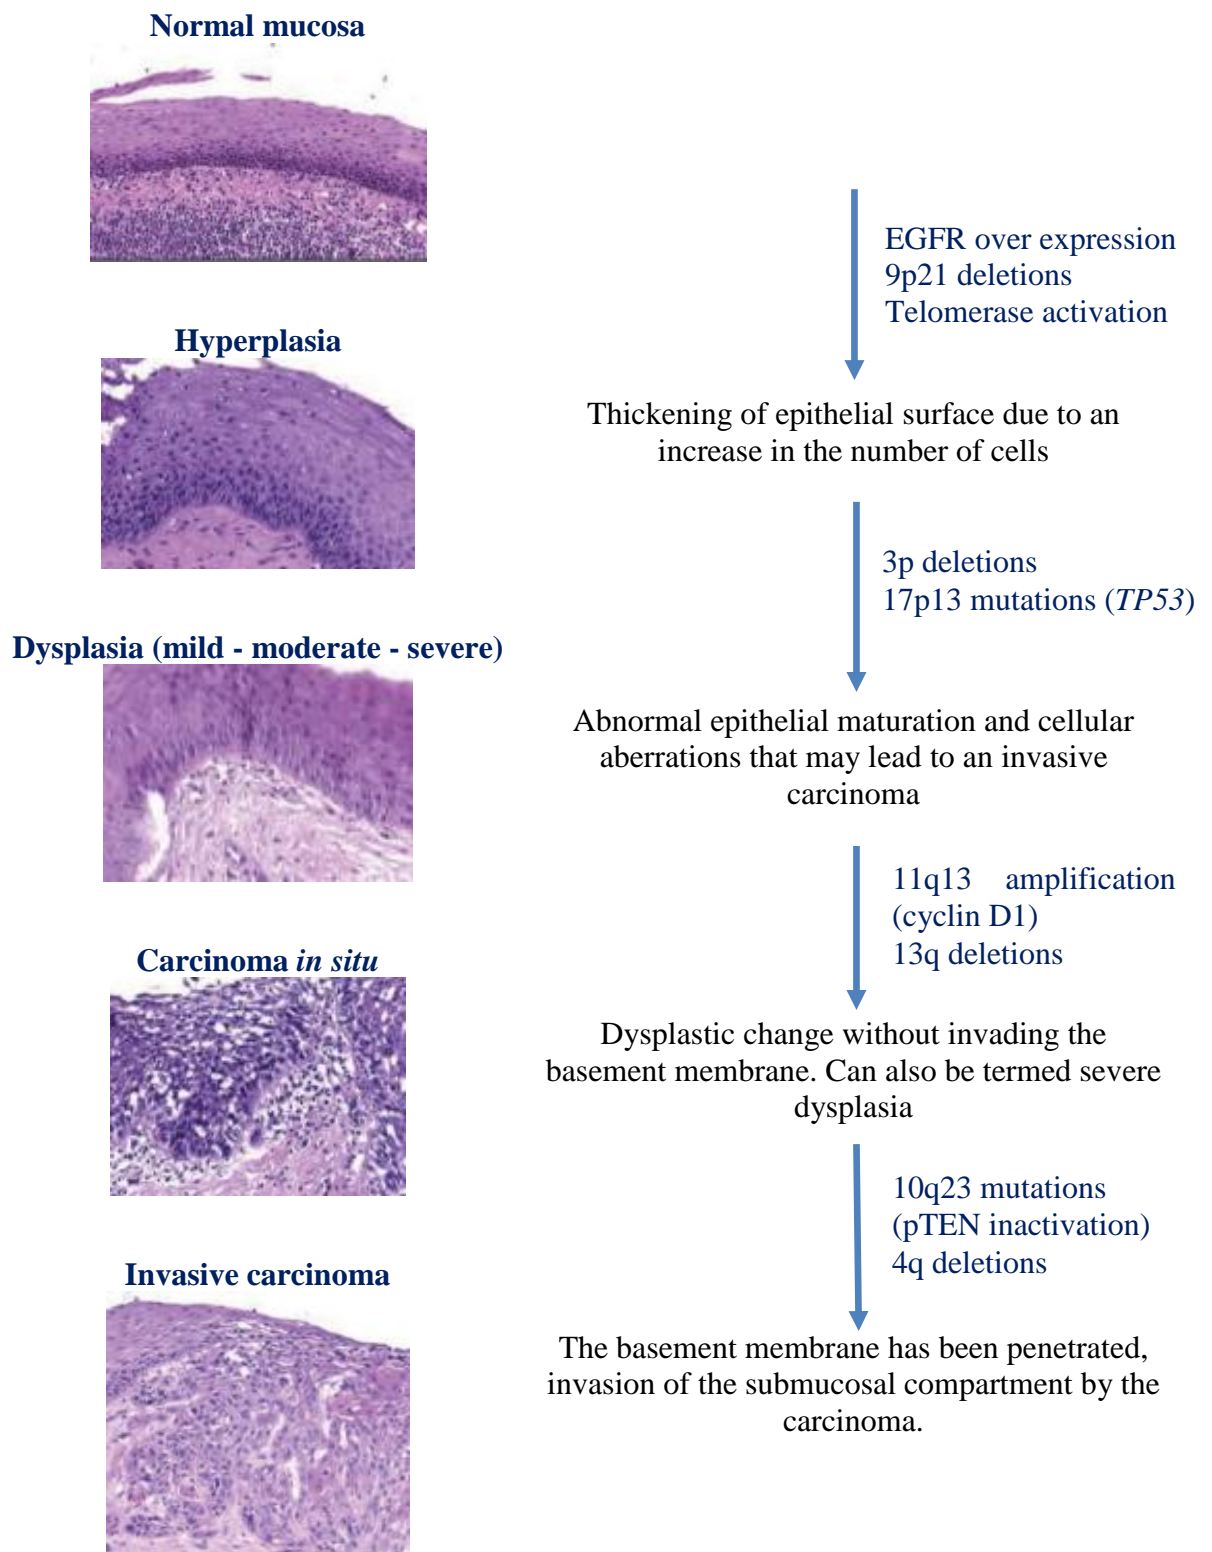 Normal mucosa
EGFR over expression
9p21 deletions
Telomerase activation
Hyperplasia
Thickening of epithelial surface due to an
increase in the number of cells
3p deletions
17p13 mutations (TP53)
Dysplasia (mild - moderate - severe)
Abnormal epithelial maturation and cellular
aberrations that may lead to an invasive
carcinoma
11q13 amplification
(cyclin D1)
13q deletions
Carcinoma in situ
Dysplastic change without invading the
basement membrane. Can also be termed severe
dysplasia
10q23 mutations
(pTEN inactivation)
4q deletions
Invasive carcinoma
The basement membrane has been penetrated,
invasion of the submucosal compartment by the
carcinoma.